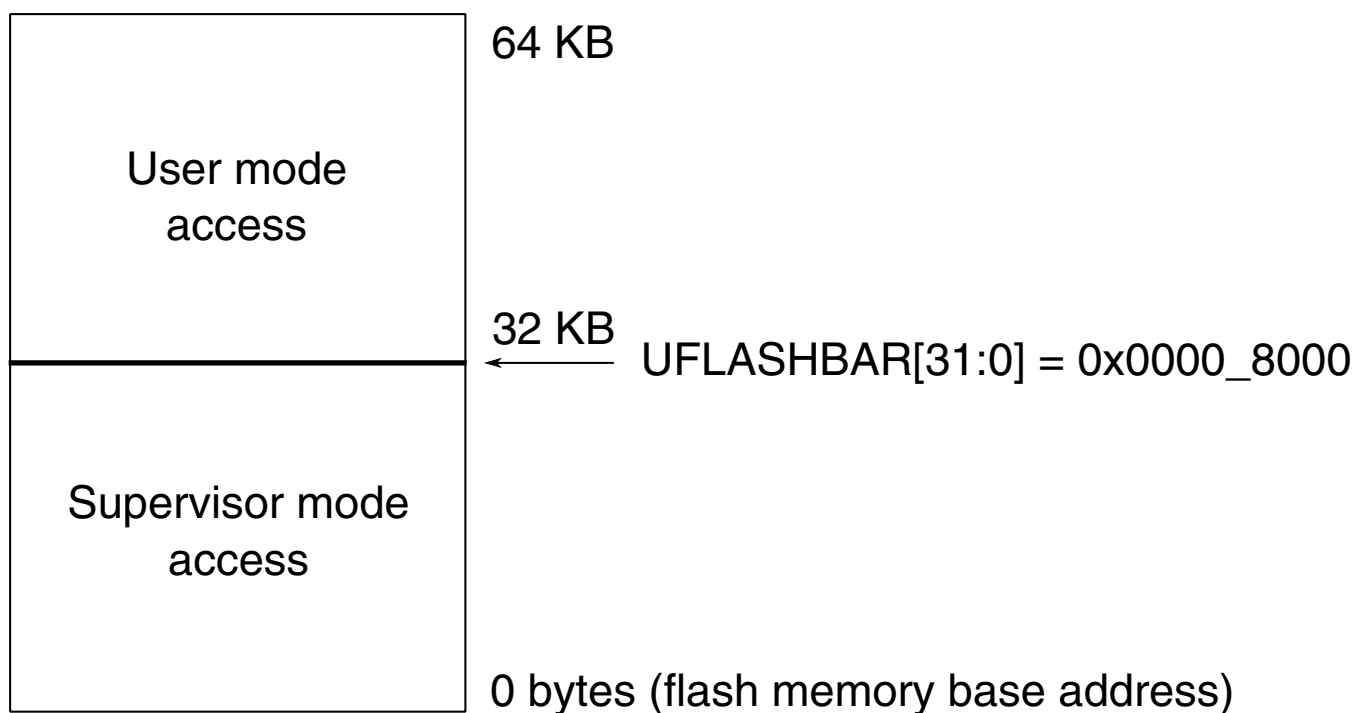 64 KB
User mode
access
32 KB
UFLASHBAR[31:0] = 0x0000_8000
Supervisor mode
access
0 bytes (flash memory base address)